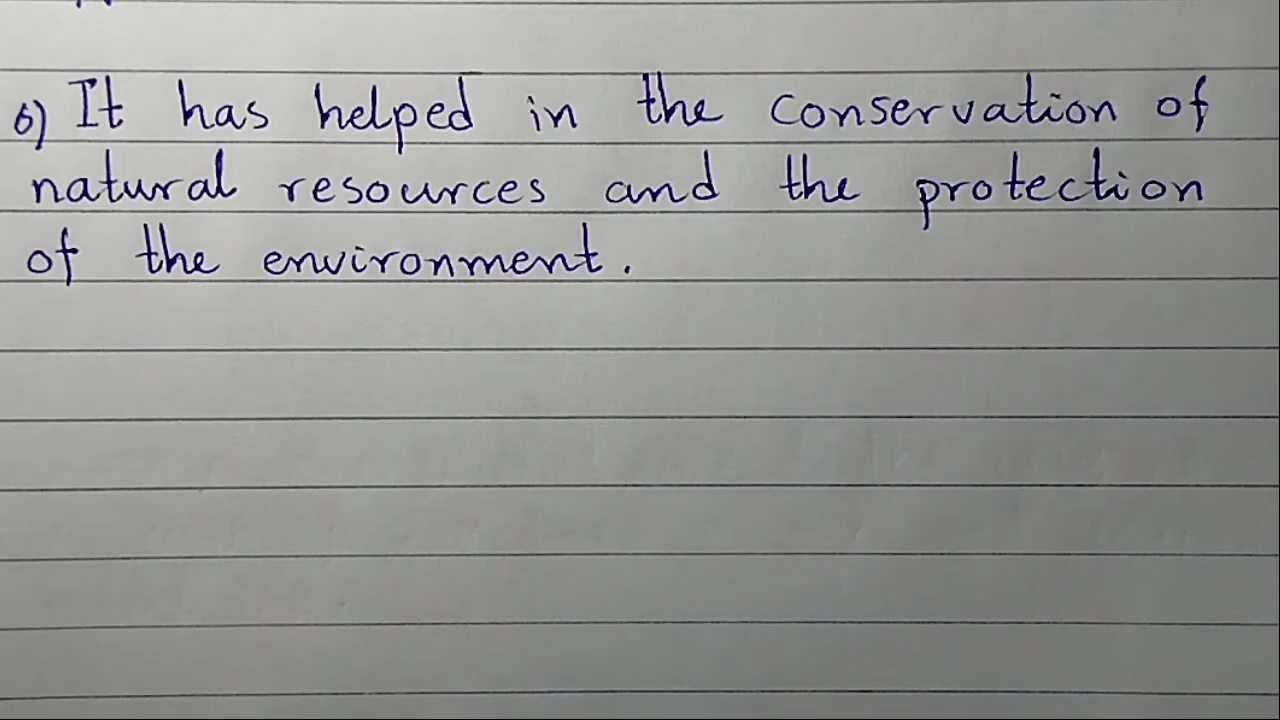 6) It has helped in the conservation of
natural resources and the protection
of the environment.